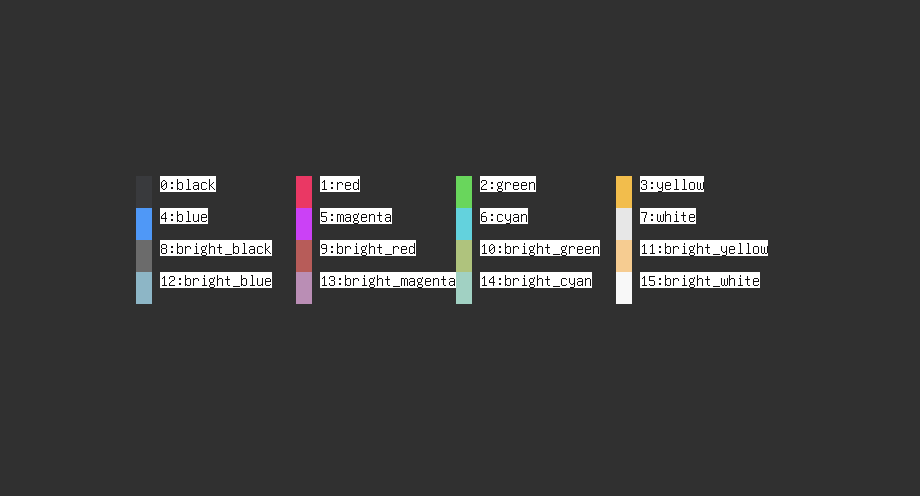 0:black 1:red 2:green 3:yellow
4:blue 5:magenta 6:cyan 7:white
8:bright_black 9:bright_red 10:bright_green 11:bright_yellow
12:bright_blue 13:bright_magenta 14:bright_cyan 15:bright_white